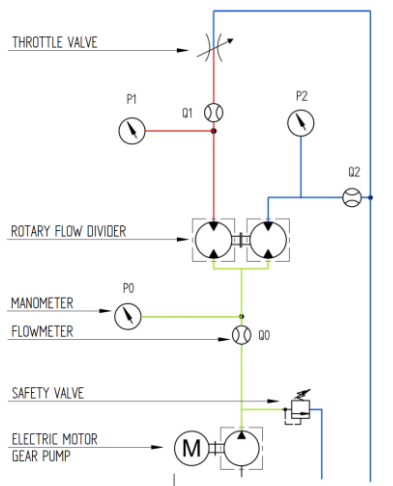 THROTTLE VALVE
P1
Q1
P2
Q2
ROTARY FLOW DIVIDER
P0
MANOMETER
FLOWMETER
Q0
SAFETY VALVE
ELECTRIC MOTOR
GEAR PUMP
M